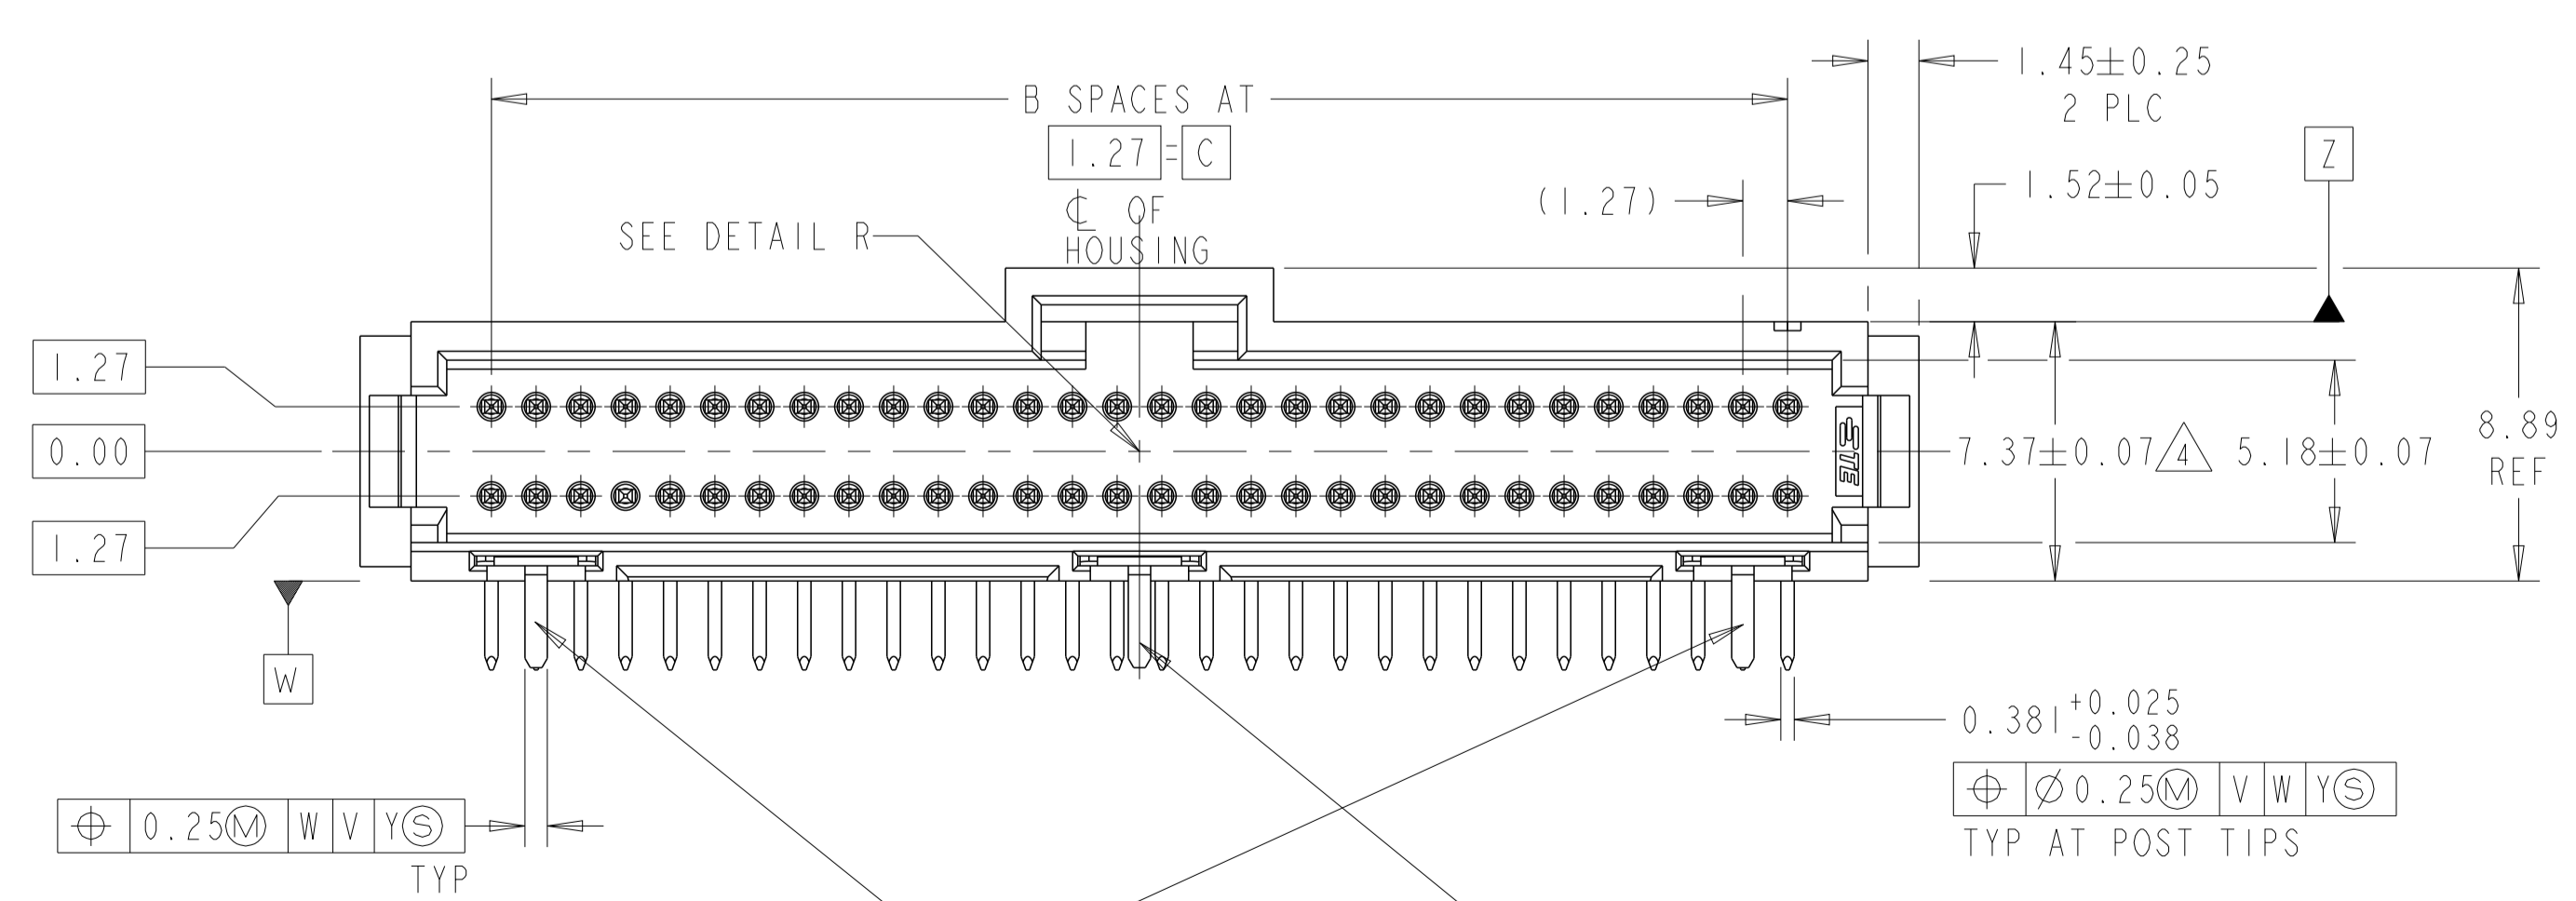 1.45±0.25
2 PLC
B SPACES AT
1.27 = C
℄ OF
HOUSING
Z
1.52±0.05
(1.27)
SEE DETAIL R
1.27
0.00
1.27
7.37±0.07 4 5.18±0.07
8.89
REF
TE
W
0.381 +0.025
-0.038
⌖ Ø0.25Ⓜ V W YⓈ
TYP AT POST TIPS
⌖ 0.25Ⓜ W V YⓈ
TYP